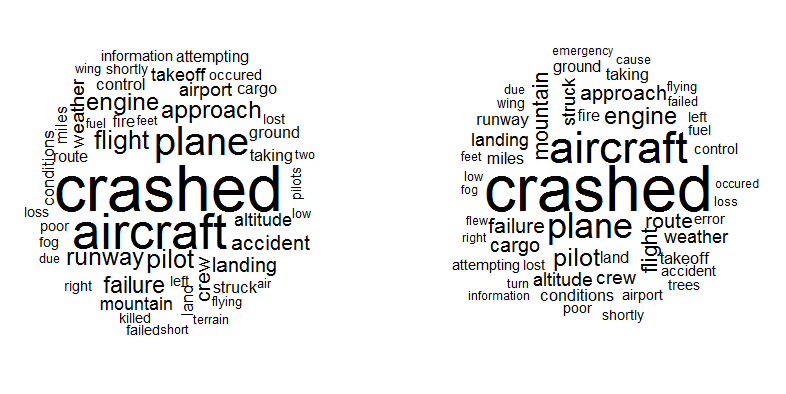 information attempting
wing shortly takeoff occured
control airport cargo
weather engine approach
miles fuel fire feet lost
flight plane ground
conditions route taking two
crashed pilots
loss aircraft altitude low
poor
fog accident
due runway pilot landing
right failure left crew struck air
mountain land flying
killed terrain
failed short
emergency
ground cause
taking
due mountain struck approach flying
wing failed
runway fire engine left
fuel
landing aircraft control
feet miles
low crashed occured
fog loss
flew failure plane route error
right cargo flight weather
attempting lost pilot land takeoff
turn altitude crew accident
information conditions airport trees
poor shortly